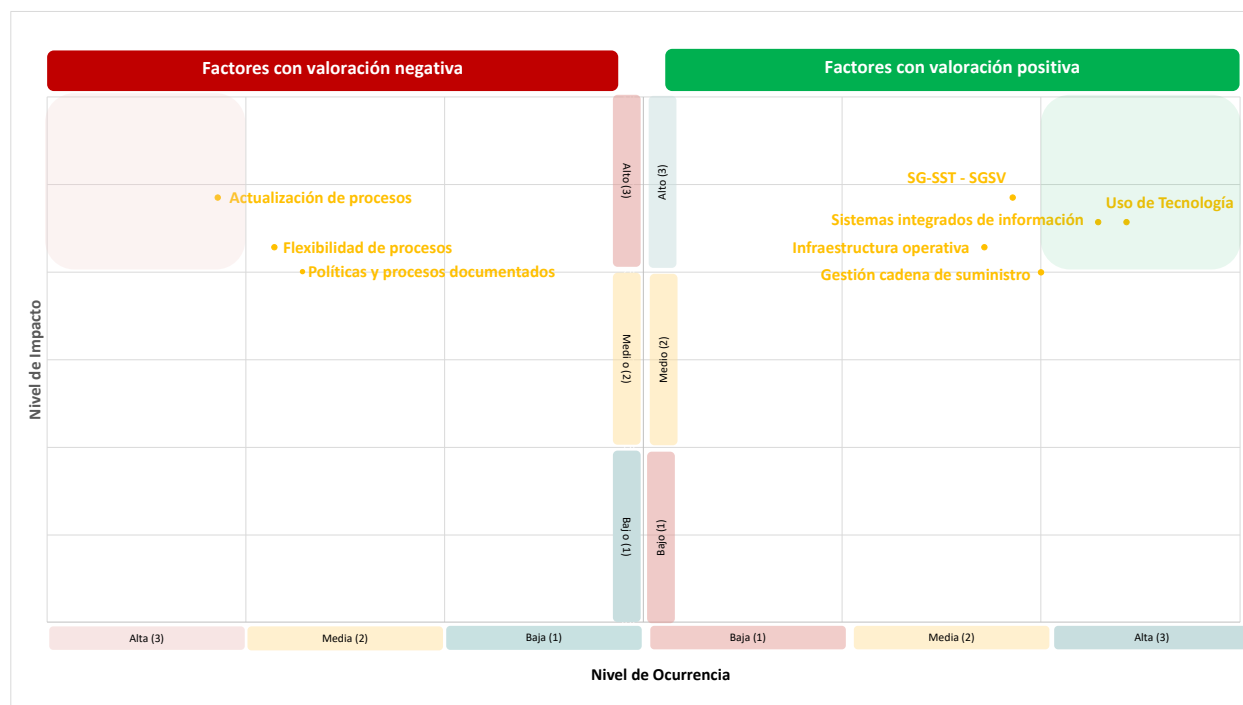 Factores con valoración negativa
Factores con valoración positiva
Alto (3)
Alto (3)
SG-SST - SGSV
Actualización de procesos
Uso de Tecnología
Sistemas integrados de información
Flexibilidad de procesos
Infraestructura operativa
Políticas y procesos documentados
Gestión cadena de suministro
Nivel de Impacto
Medi o (2)
Medio (2)
Baj o (1)
Bajo (1)
Alta (3)
Media (2)
Baja (1)
Baja (1)
Media (2)
Alta (3)
Nivel de Ocurrencia